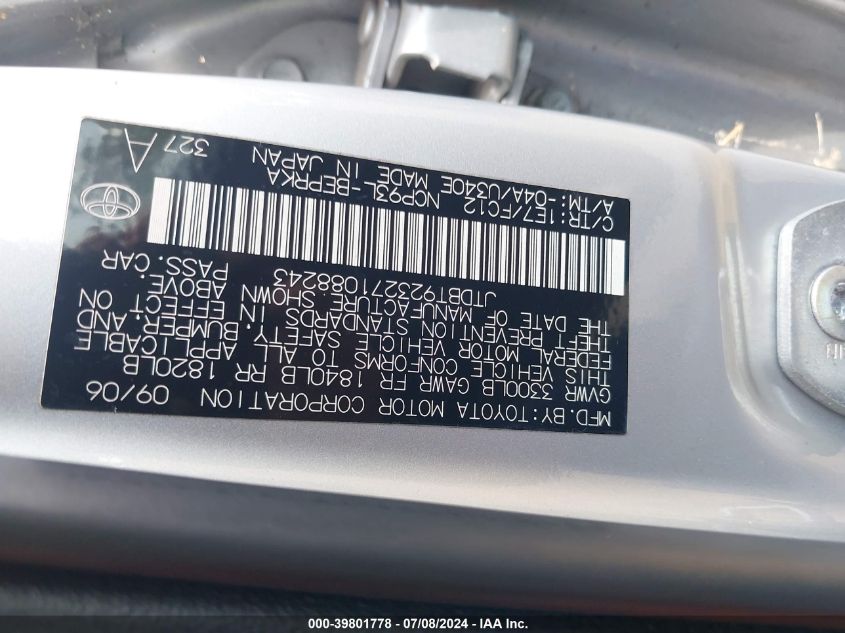 MFD. BY:TOYOTA MOTOR CORPORATION 09/06
GVWR 3300LB GAWR FR 1840LB RR 1820LB
THIS VEHICLE CONFORMS TO ALL APPLICABLE
FEDERAL MOTOR VEHICLE SAFETY, BUMPER, AND
THEFT PREVENTION STANDARDS IN EFFECT ON
THE DATE OF MANUFACTURE SHOWN ABOVE.
JTDBT923271088243 PASS. CAR
C/TR:1E7/FC12 NCP93L-BEPRKA
A/TM:-04A/U340E MADE IN JAPAN 327 A
000-39801778 - 07/08/2024 - IAA Inc.